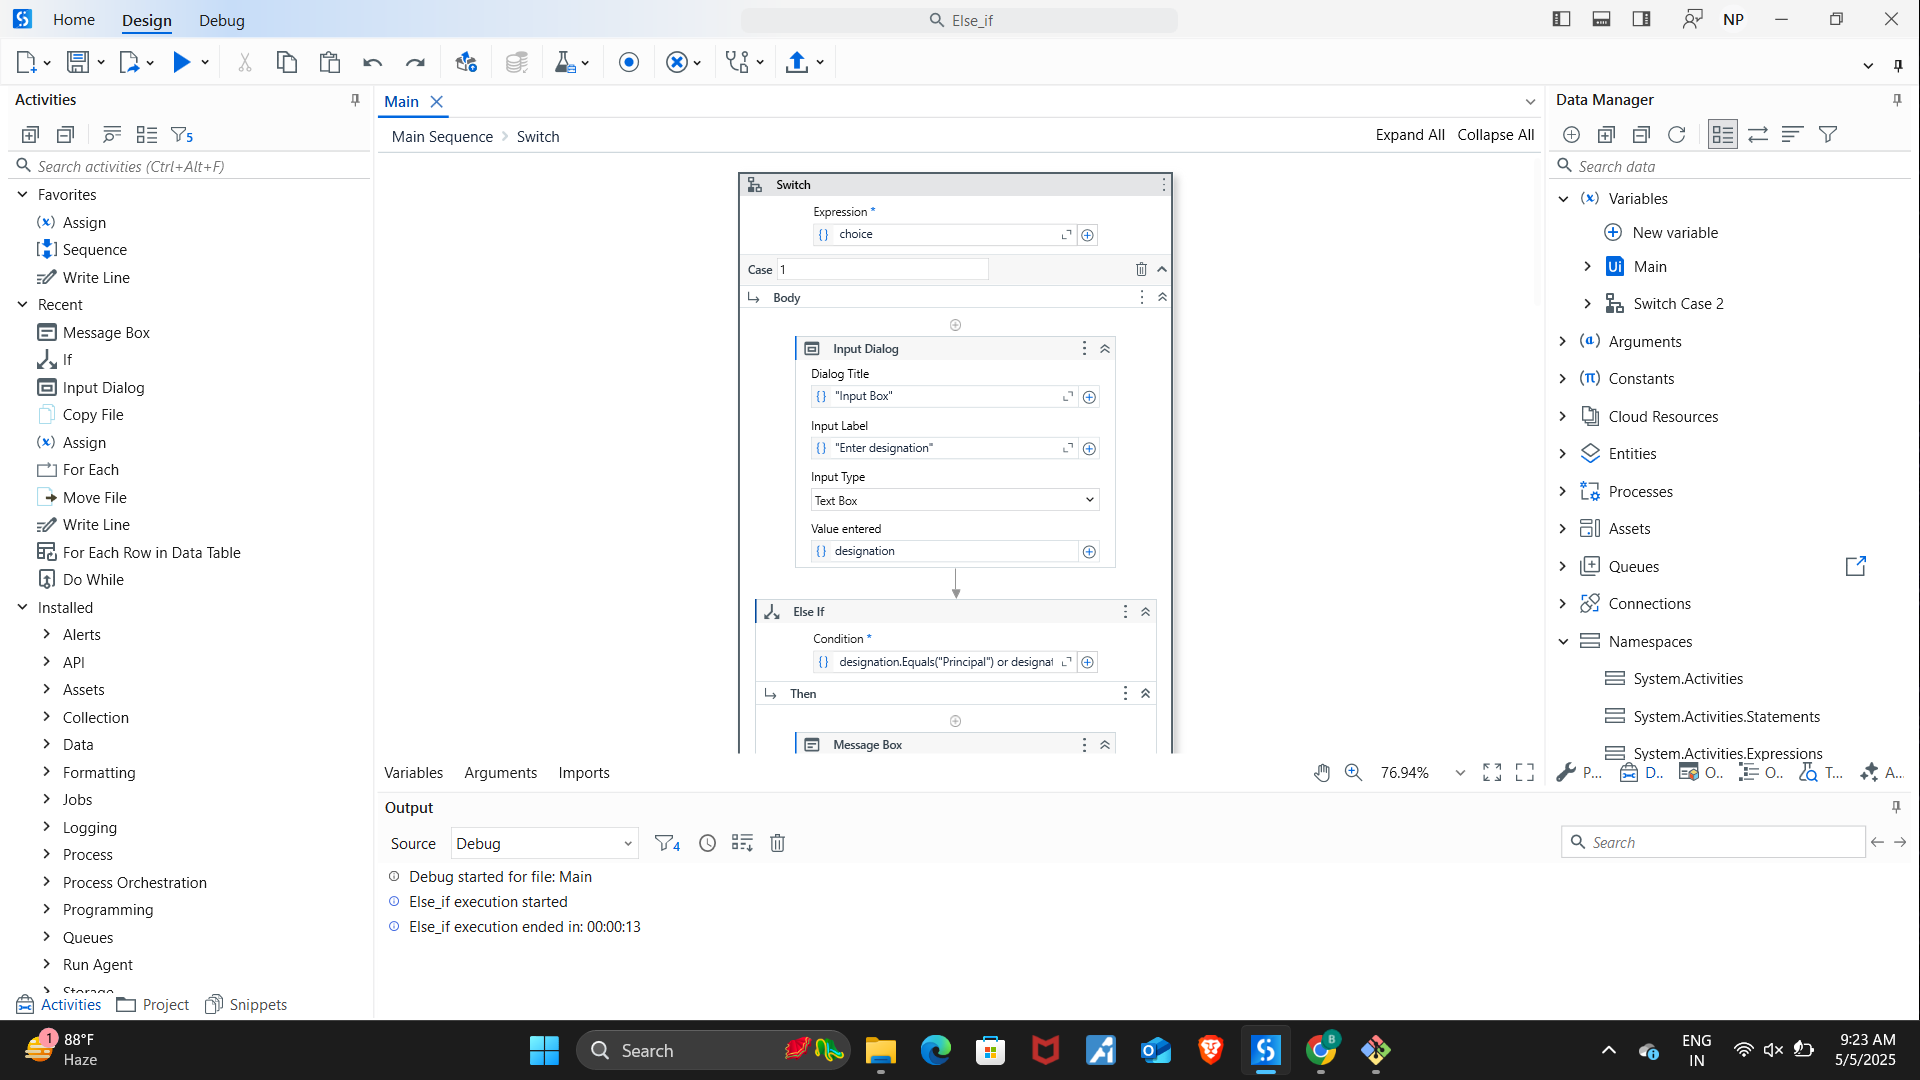 Home
Design
Debug
Else_if
NP
Activities
5
Search activities (Ctrl+Alt+F)
Favorites
Assign
Sequence
Write Line
Recent
Message Box
If
Input Dialog
Copy File
Assign
For Each
Move File
Write Line
For Each Row in Data Table
Do While
Installed
Alerts
API
Assets
Collection
Data
Formatting
Jobs
Logging
Process
Process Orchestration
Programming
Queues
Run Agent
Storage
Activities
Project
Snippets
Main
Main Sequence > Switch
Expand All
Collapse All
Switch
Expression *
{} choice
Case 1
Body
Input Dialog
Dialog Title
{} "Input Box"
Input Label
{} "Enter designation"
Input Type
Text Box
Value entered
{} designation
Else If
Condition *
{} designation.Equals("Principal") or designat
Then
Message Box
Variables
Arguments
Imports
76.94%
Output
Source
Debug
4
Search
Debug started for file: Main
Else_if execution started
Else_if execution ended in: 00:00:13
Data Manager
Search data
(x) Variables
New variable
Ui Main
Switch Case 2
(a) Arguments
(π) Constants
Cloud Resources
Entities
Processes
Assets
Queues
Connections
Namespaces
System.Activities
System.Activities.Statements
System.Activities.Expressions
P...
D..
O..
O..
T...
A...
1
88°F
Haze
Search
B
ENG
IN
9:23 AM
5/5/2025